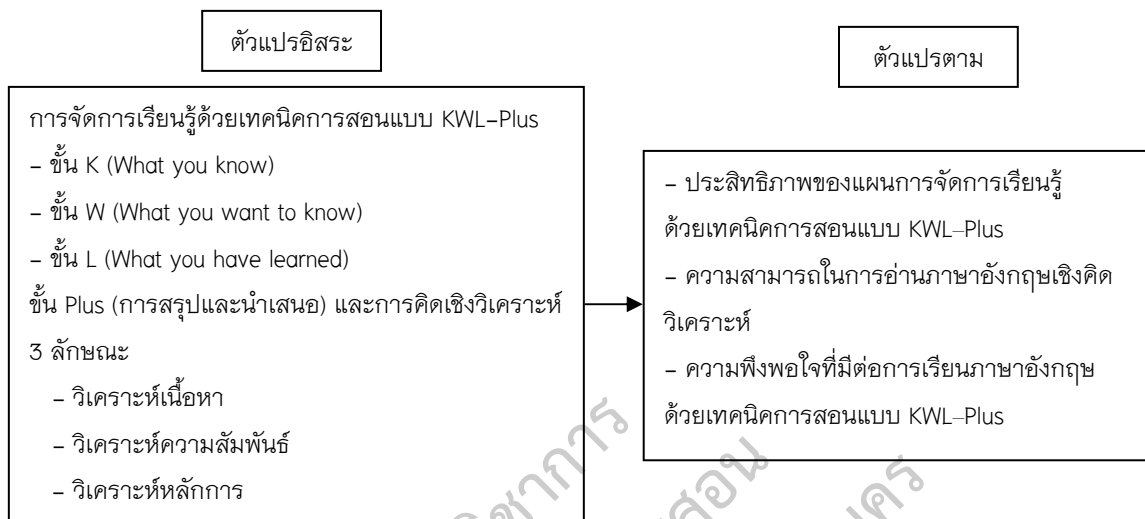 ตัวแปรอิสระ
ตัวแปรตาม
การจัดการเรียนรู้ด้วยเทคนิคการสอนแบบ KWL-Plus
- ขั้น K (What you know)
- ขั้น W (What you want to know)
- ขั้น L (What you have learned)
ขั้น Plus (การสรุปและนำเสนอ) และการคิดเชิงวิเคราะห์
3 ลักษณะ
- วิเคราะห์เนื้อหา
- วิเคราะห์ความสัมพันธ์
- วิเคราะห์หลักการ
- ประสิทธิภาพของแผนการจัดการเรียนรู้
ด้วยเทคนิคการสอนแบบ KWL–Plus
- ความสามารถในการอ่านภาษาอังกฤษเชิงคิด
วิเคราะห์
- ความพึงพอใจที่มีต่อการเรียนภาษาอังกฤษ
ด้วยเทคนิคการสอนแบบ KWL–Plus